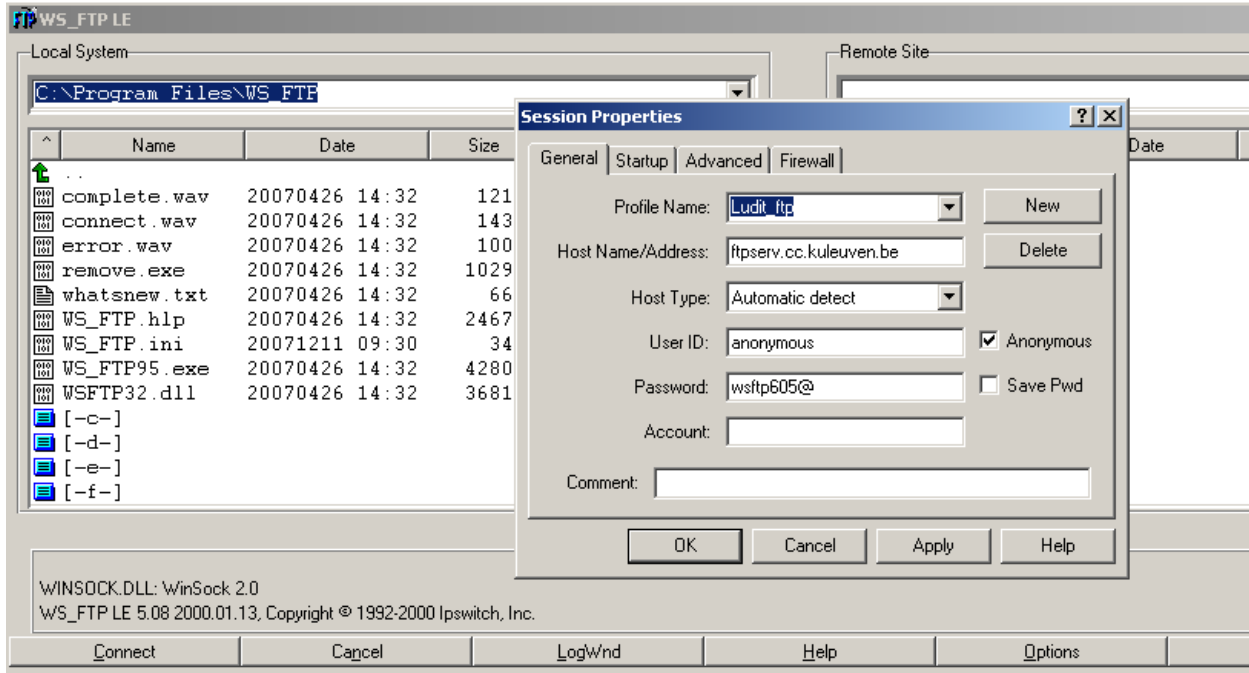 WS_FTP LE
Local System
Remote Site
C:\Program Files\WS_FTP
^ Name Date Size
Date
..
complete.wav 20070426 14:32 121
connect.wav 20070426 14:32 143
error.wav 20070426 14:32 100
remove.exe 20070426 14:32 1029
whatsnew.txt 20070426 14:32 66
WS_FTP.hlp 20070426 14:32 2467
WS_FTP.ini 20071211 09:30 34
WS_FTP95.exe 20070426 14:32 4280
WSFTP32.dll 20070426 14:32 3681
[-c-]
[-d-]
[-e-]
[-f-]
Session Properties
General Startup Advanced Firewall
Profile Name: Ludit_ftp New
Host Name/Address: ftpserv.cc.kuleuven.be Delete
Host Type: Automatic detect
User ID: anonymous Anonymous
Password: wsftp605@ Save Pwd
Account:
Comment:
OK Cancel Apply Help
WINSOCK.DLL: WinSock 2.0
WS_FTP LE 5.08 2000.01.13, Copyright © 1992-2000 Ipswitch, Inc.
Connect Cancel LogWnd Help Options